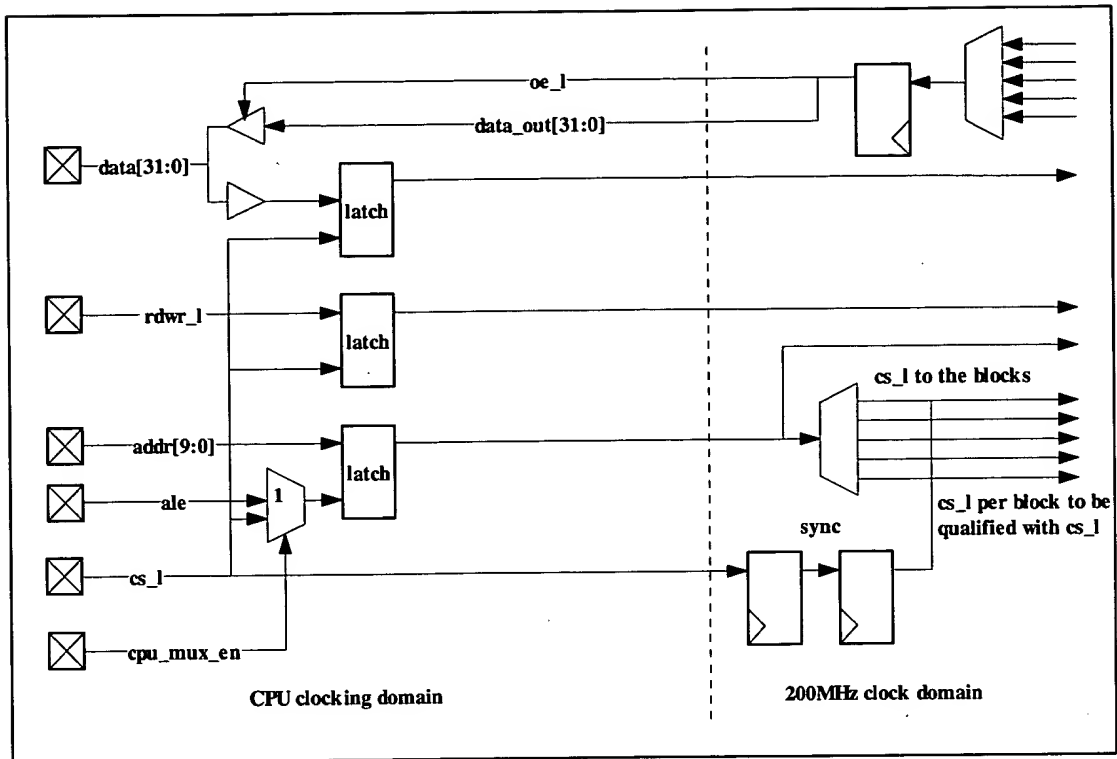 oe_l
data_out[31:0]
data[31:0]
latch
rdwr_l
latch
cs_l to the blocks
addr[9:0]
latch
ale
1
cs_l per block to be
qualified with cs_l
sync
cs_l
cpu_mux_en
CPU clocking domain
200MHz clock domain